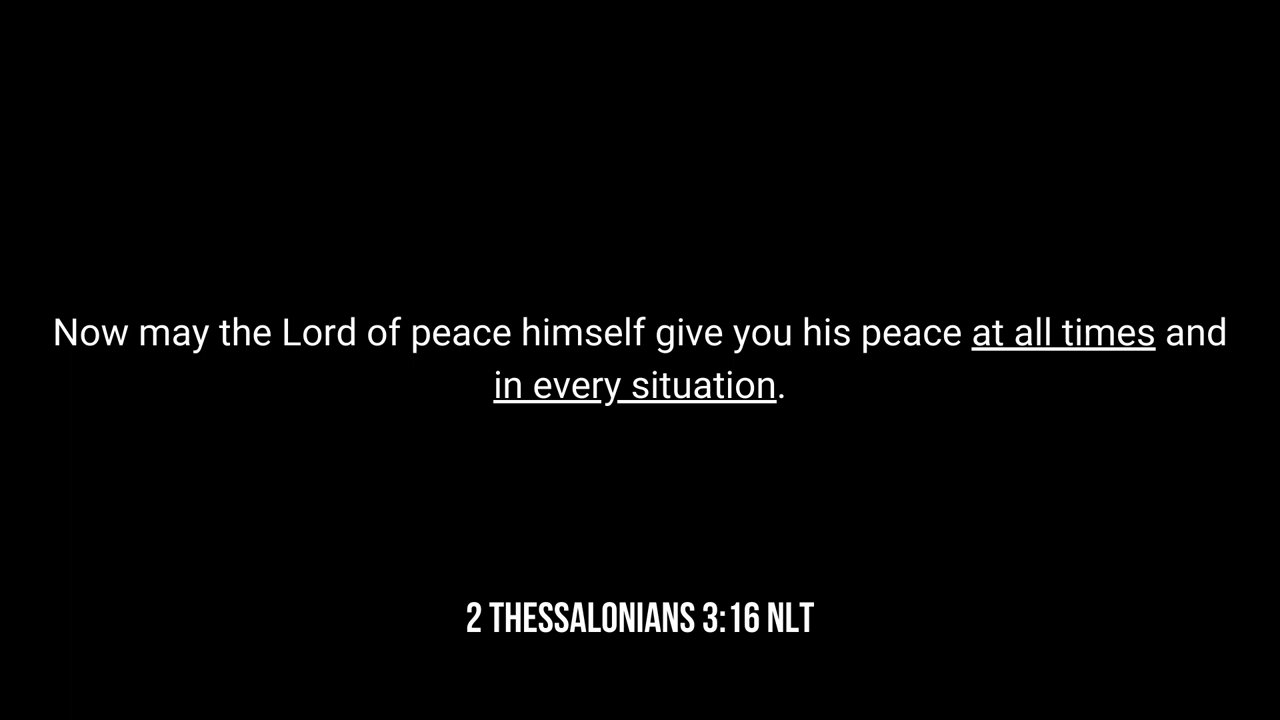 Now may the Lord of peace himself give you his peace at all times and
in every situation.
2 THESSALONIANS 3:16 NLT